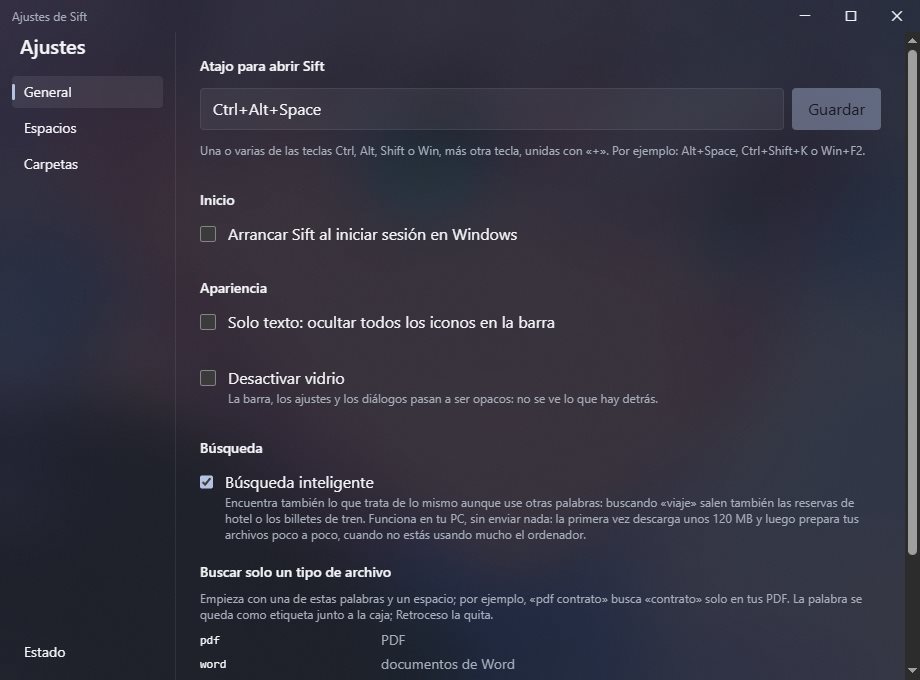 Ajustes de Sift
Ajustes
General
Espacios
Carpetas
Estado
Atajo para abrir Sift
Ctrl+Alt+Space
Guardar
Una o varias de las teclas Ctrl, Alt, Shift o Win, más otra tecla, unidas con «+». Por ejemplo: Alt+Space, Ctrl+Shift+K o Win+F2.
Inicio
Arrancar Sift al iniciar sesión en Windows
Apariencia
Solo texto: ocultar todos los iconos en la barra
Desactivar vidrio
La barra, los ajustes y los diálogos pasan a ser opacos: no se ve lo que hay detrás.
Búsqueda
Búsqueda inteligente
Encuentra también lo que trata de lo mismo aunque use otras palabras: buscando «viaje» salen también las reservas de
hotel o los billetes de tren. Funciona en tu PC, sin enviar nada: la primera vez descarga unos 120 MB y luego prepara tus
archivos poco a poco, cuando no estás usando mucho el ordenador.
Buscar solo un tipo de archivo
Empieza con una de estas palabras y un espacio; por ejemplo, «pdf contrato» busca «contrato» solo en tus PDF. La palabra se
queda como etiqueta junto a la caja; Retroceso la quita.
pdf PDF
word documentos de Word